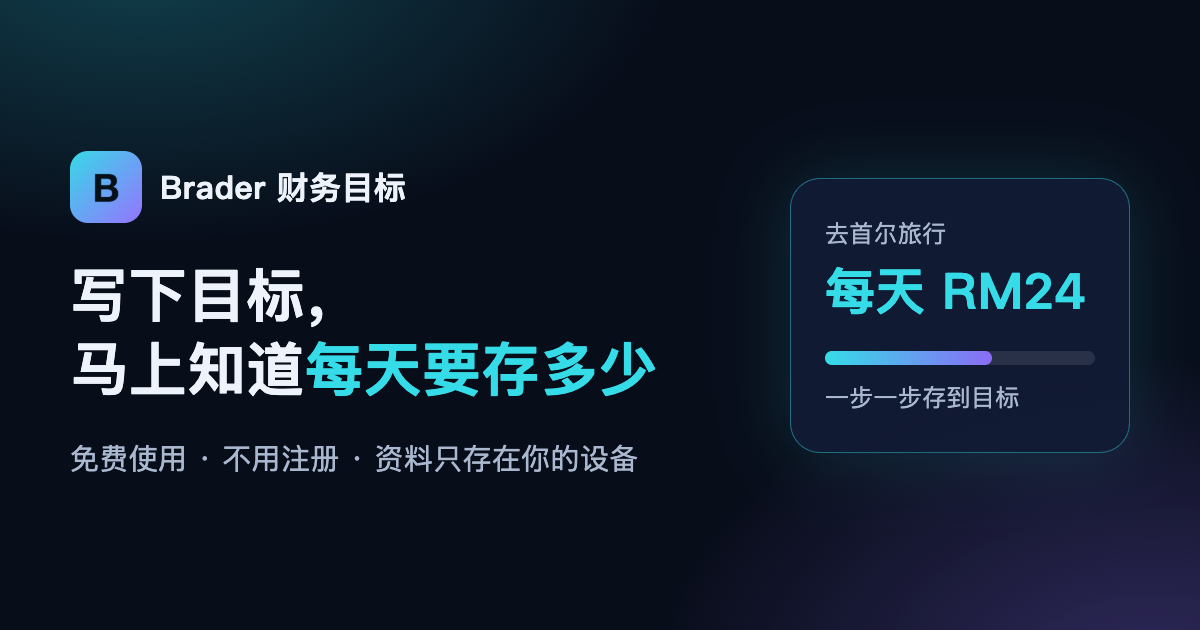 B
Brader 财务目标
写下目标，
马上知道每天要存多少
免费使用 · 不用注册 · 资料只存在你的设备
去首尔旅行
每天 RM24
一步一步存到目标